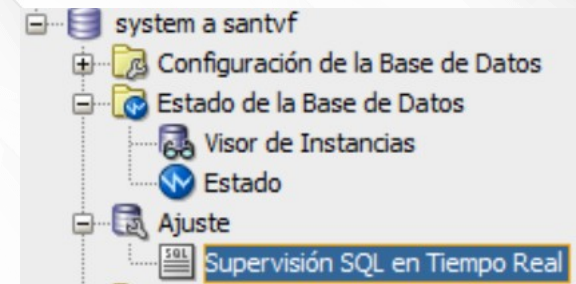 system a santvf
Configuración de la Base de Datos
Estado de la Base de Datos
Visor de Instancias
Estado
Ajuste
SQL
Supervisión SQL en Tiempo Real